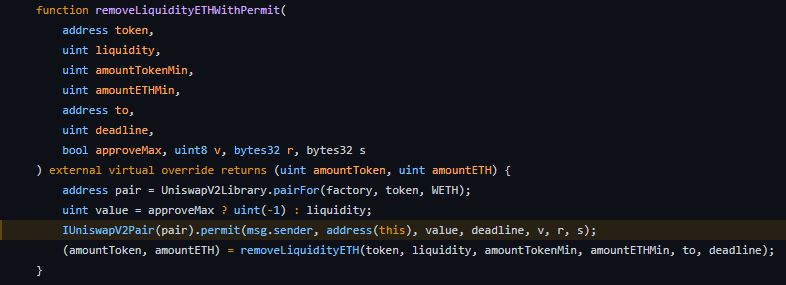 function removeLiquidityETHWithPermit(
address token,
uint liquidity,
uint amountTokenMin,
uint amountETHMin,
address to,
uint deadline,
bool approveMax, uint8 v, bytes32 r, bytes32 s
) external virtual override returns (uint amountToken, uint amountETH) {
address pair = UniswapV2Library.pairFor(factory, token, WETH);
uint value = approveMax ? uint(-1) : liquidity;
IUniswapV2Pair(pair).permit(msg.sender, address(this), value, deadline, v, r, s);
(amountToken, amountETH) = removeLiquidityETH(token, liquidity, amountTokenMin, amountETHMin, to, deadline);
}